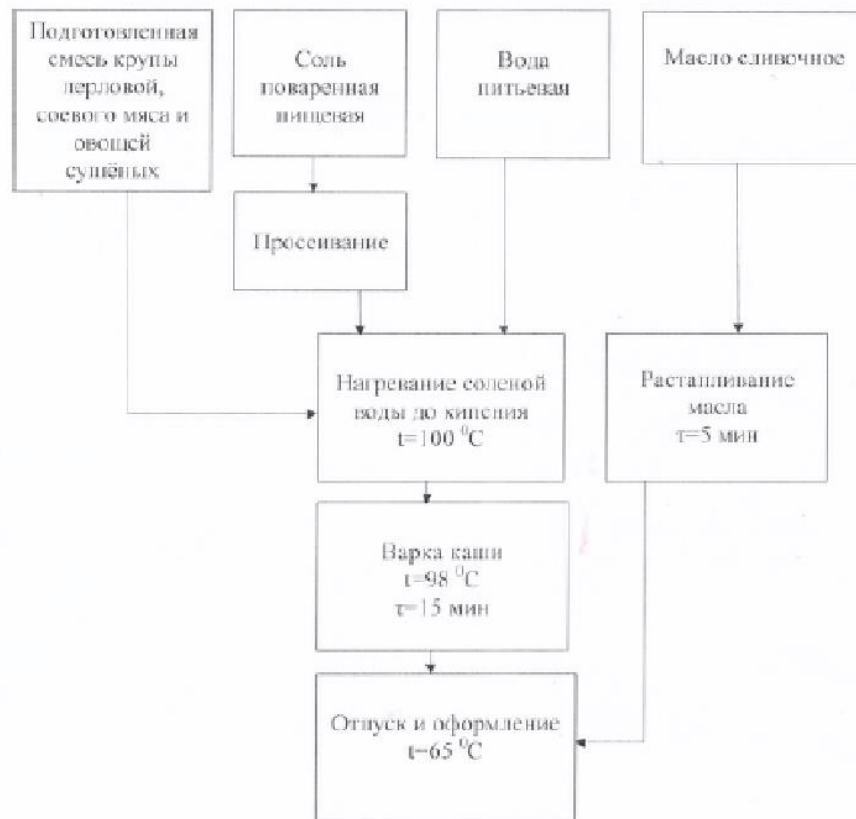 Подготовленная
смесь крупы
перловой,
соевого мяса и
овощей
сушёных
Соль
поваренная
пищевая
Вода
питьевая
Масло сливочное
Просеивание
Нагревание соленой
воды до кипения
t=100 ⁰С
Растапливание
масла
τ=5 мин
Варка каши
t=98 ⁰С
τ=15 мин
Отпуск и оформление
t=65 ⁰С